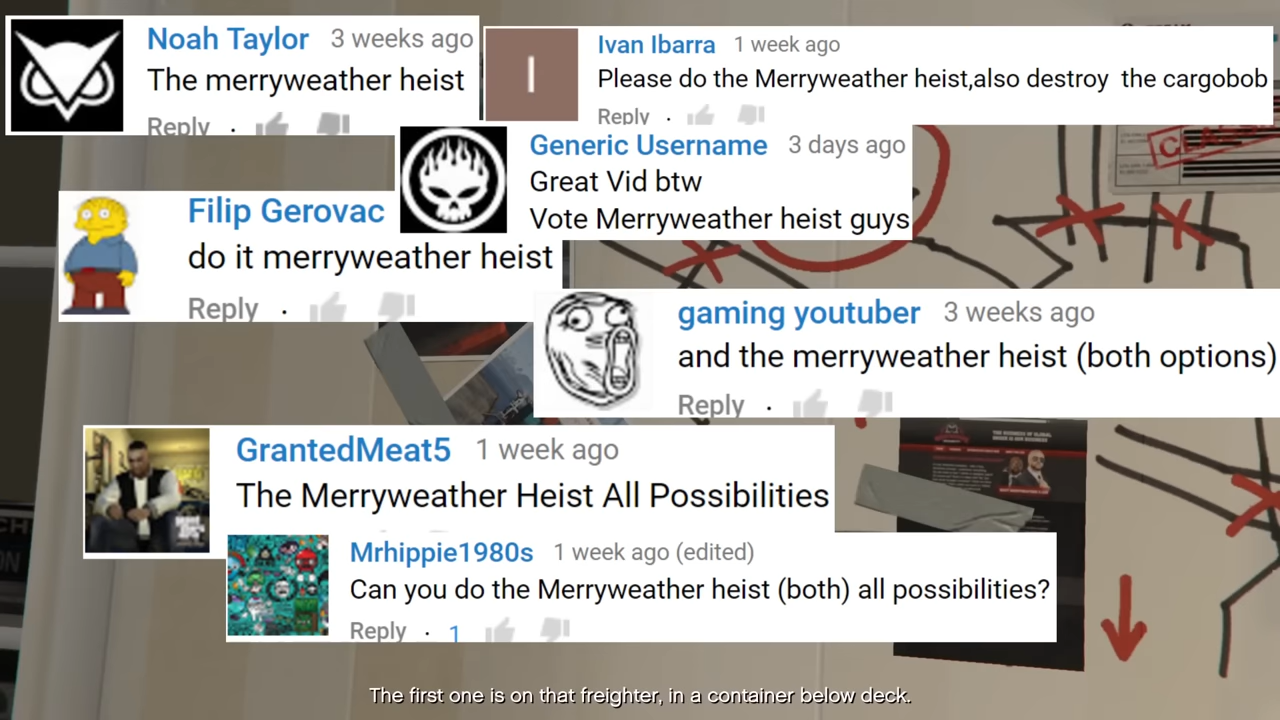 Noah Taylor 3 weeks ago
The merryweather heist
Reply ·
Ivan Ibarra 1 week ago
Please do the Merryweather heist,also destroy the cargobob
Reply ·
Generic Username 3 days ago
Great Vid btw
Vote Merryweather heist guys
Filip Gerovac
do it merryweather heist
Reply ·
gaming youtuber 3 weeks ago
and the merryweather heist (both options)
Reply ·
GrantedMeat5 1 week ago
The Merryweather Heist All Possibilities
Mrhippie1980s 1 week ago (edited)
Can you do the Merryweather heist (both) all possibilities?
Reply · 1
The first one is on that freighter, in a container below deck.